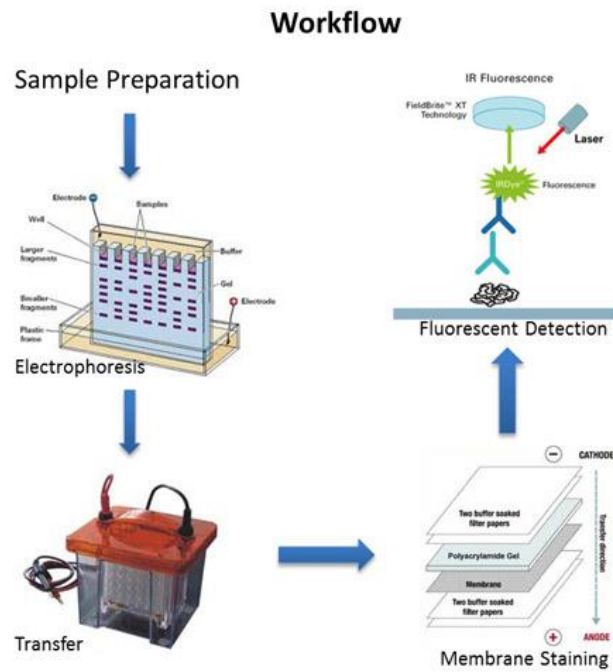 Workflow
Sample Preparation
Electrode
Samples
Well
Buffer
Larger
fragments
Gel
Smaller
fragments
Electrode
Plastic
frame
Electrophoresis
Transfer
CATHODE
Two buffer soaked
filter papers
Polyacrylamide Gel
Membrane
Two buffer soaked
filter papers
Transfer direction
ANODE
Membrane Staining
IR Fluorescence
FieldBrite™ XT
Technology
Laser
IRDye®
Fluorescence
Fluorescent Detection